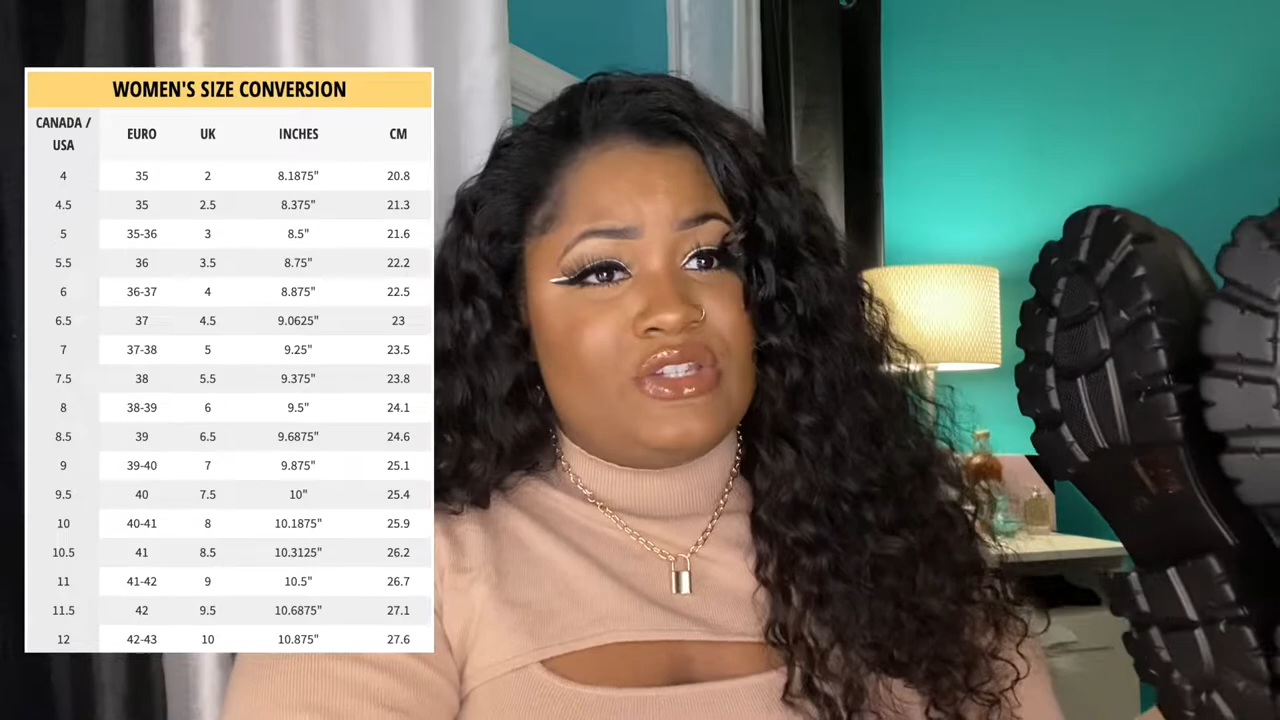 WOMEN'S SIZE CONVERSION
CANADA / USA EURO UK INCHES CM
4 35 2 8.1875" 20.8
4.5 35 2.5 8.375" 21.3
5 35-36 3 8.5" 21.6
5.5 36 3.5 8.75" 22.2
6 36-37 4 8.875" 22.5
6.5 37 4.5 9.0625" 23
7 37-38 5 9.25" 23.5
7.5 38 5.5 9.375" 23.8
8 38-39 6 9.5" 24.1
8.5 39 6.5 9.6875" 24.6
9 39-40 7 9.875" 25.1
9.5 40 7.5 10" 25.4
10 40-41 8 10.1875" 25.9
10.5 41 8.5 10.3125" 26.2
11 41-42 9 10.5" 26.7
11.5 42 9.5 10.6875" 27.1
12 42-43 10 10.875" 27.6